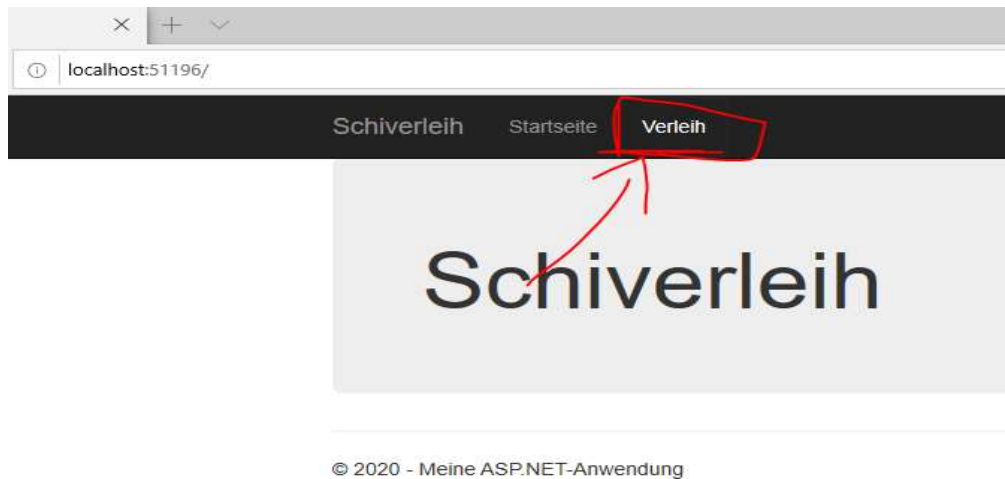 localhost:51196/
Schiverleih Startseite Verleih
Schiverleih
© 2020 - Meine ASP.NET-Anwendung